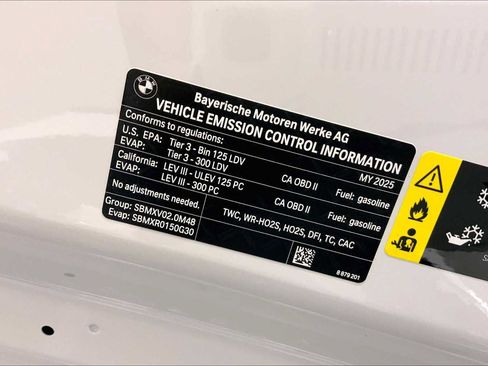 BMW
Bayerische Motoren Werke AG
VEHICLE EMISSION CONTROL INFORMATION
Conforms to regulations: MY 2025
U.S. EPA: Tier 3 - Bin 125 LDV CA OBD II Fuel: gasoline
EVAP: Tier 3 - 300 LDV
California: LEV III - ULEV 125 PC CA OBD II Fuel: gasoline
EVAP: LEV III - 300 PC
No adjustments needed.
Group: SBMXV02.0M48 TWC, WR-HO2S, HO2S, DFI, TC, CAC
Evap: SBMXR0150G30
8 879 201